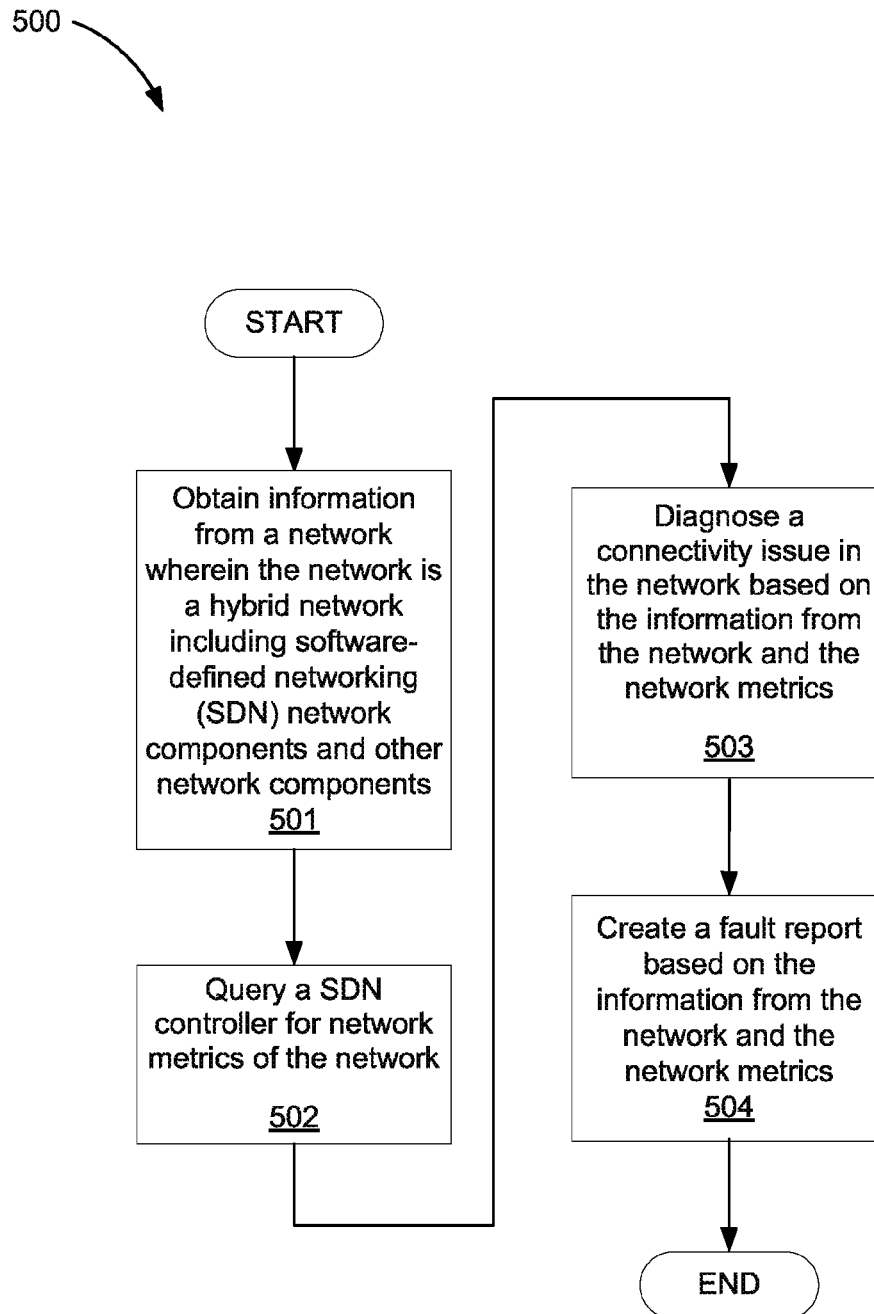 500
START
Obtain information
from a network
wherein the network is
a hybrid network
including software-
defined networking
(SDN) network
components and other
network components
501
Query a SDN
controller for network
metrics of the network
502
Diagnose a
connectivity issue in
the network based on
the information from
the network and the
network metrics
503
Create a fault report
based on the
information from the
network and the
network metrics
504
END